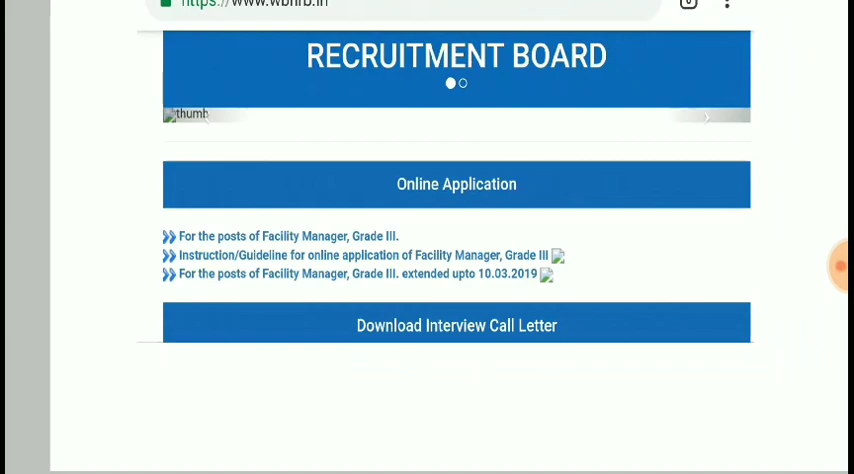 https://www.wbhrb.in
RECRUITMENT BOARD
thumb
Online Application
For the posts of Facility Manager, Grade III.
Instruction/Guideline for online application of Facility Manager, Grade III
For the posts of Facility Manager, Grade III. extended upto 10.03.2019
Download Interview Call Letter